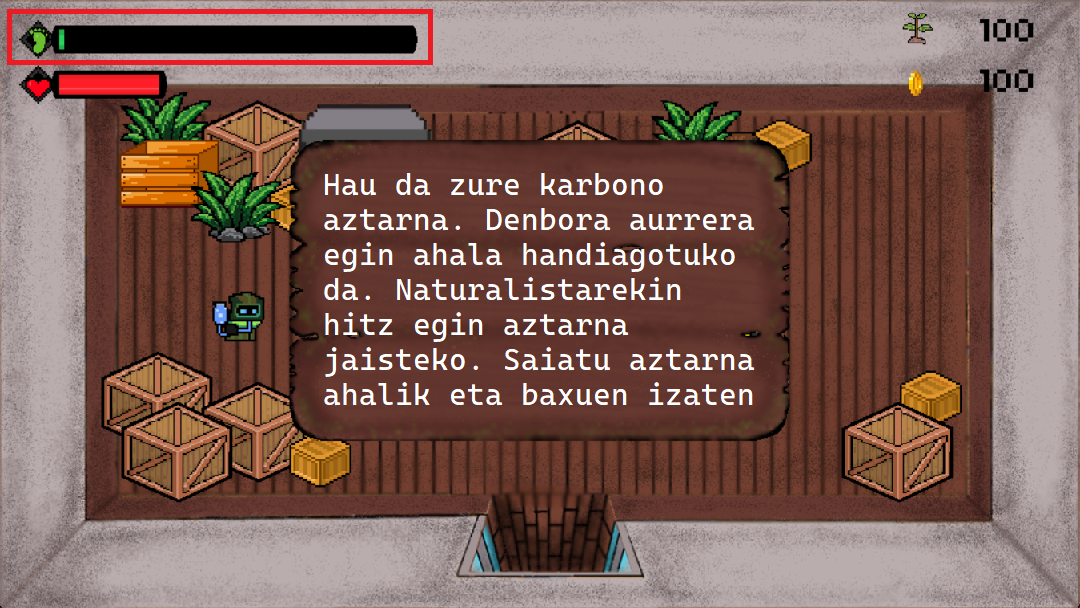 100
100
Hau da zure karbono
aztarna. Denbora aurrera
egin ahala handiagotuko
da. Naturalistarekin
hitz egin aztarna
jaisteko. Saiatu aztarna
ahalik eta baxuen izaten